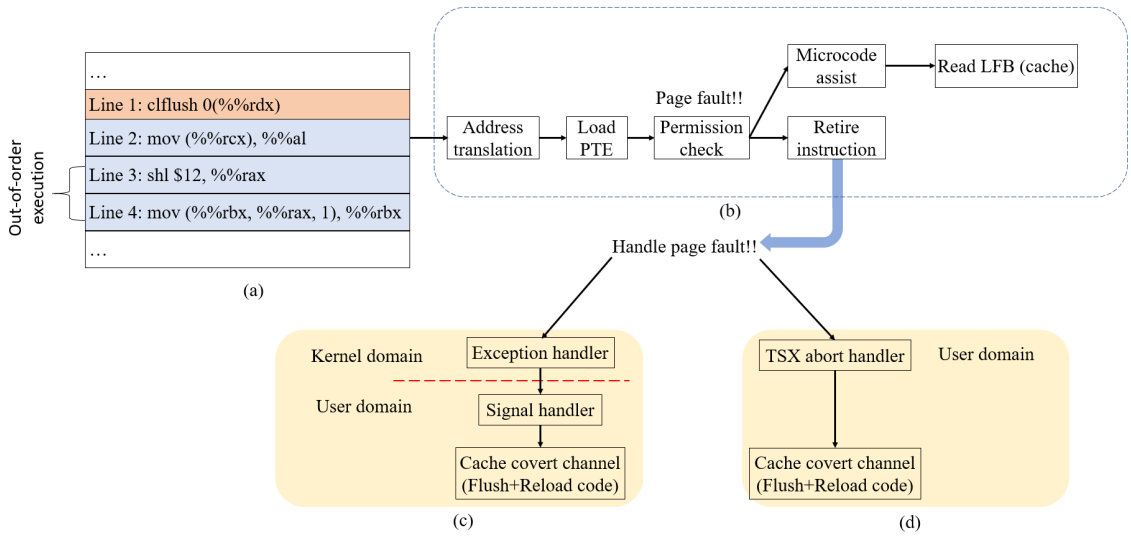 Out-of-order
execution
…
Line 1: clflush 0(%%rdx)
Line 2: mov (%%rcx), %%al
Line 3: shl $12, %%rax
Line 4: mov (%%rbx, %%rax, 1), %%rbx
…
(a)
Address
translation
Load
PTE
Page fault!!
Permission
check
Microcode
assist
Read LFB (cache)
Retire
instruction
(b)
Handle page fault!!
Kernel domain
Exception handler
User domain
Signal handler
Cache covert channel
(Flush+Reload code)
(c)
TSX abort handler
User domain
Cache covert channel
(Flush+Reload code)
(d)